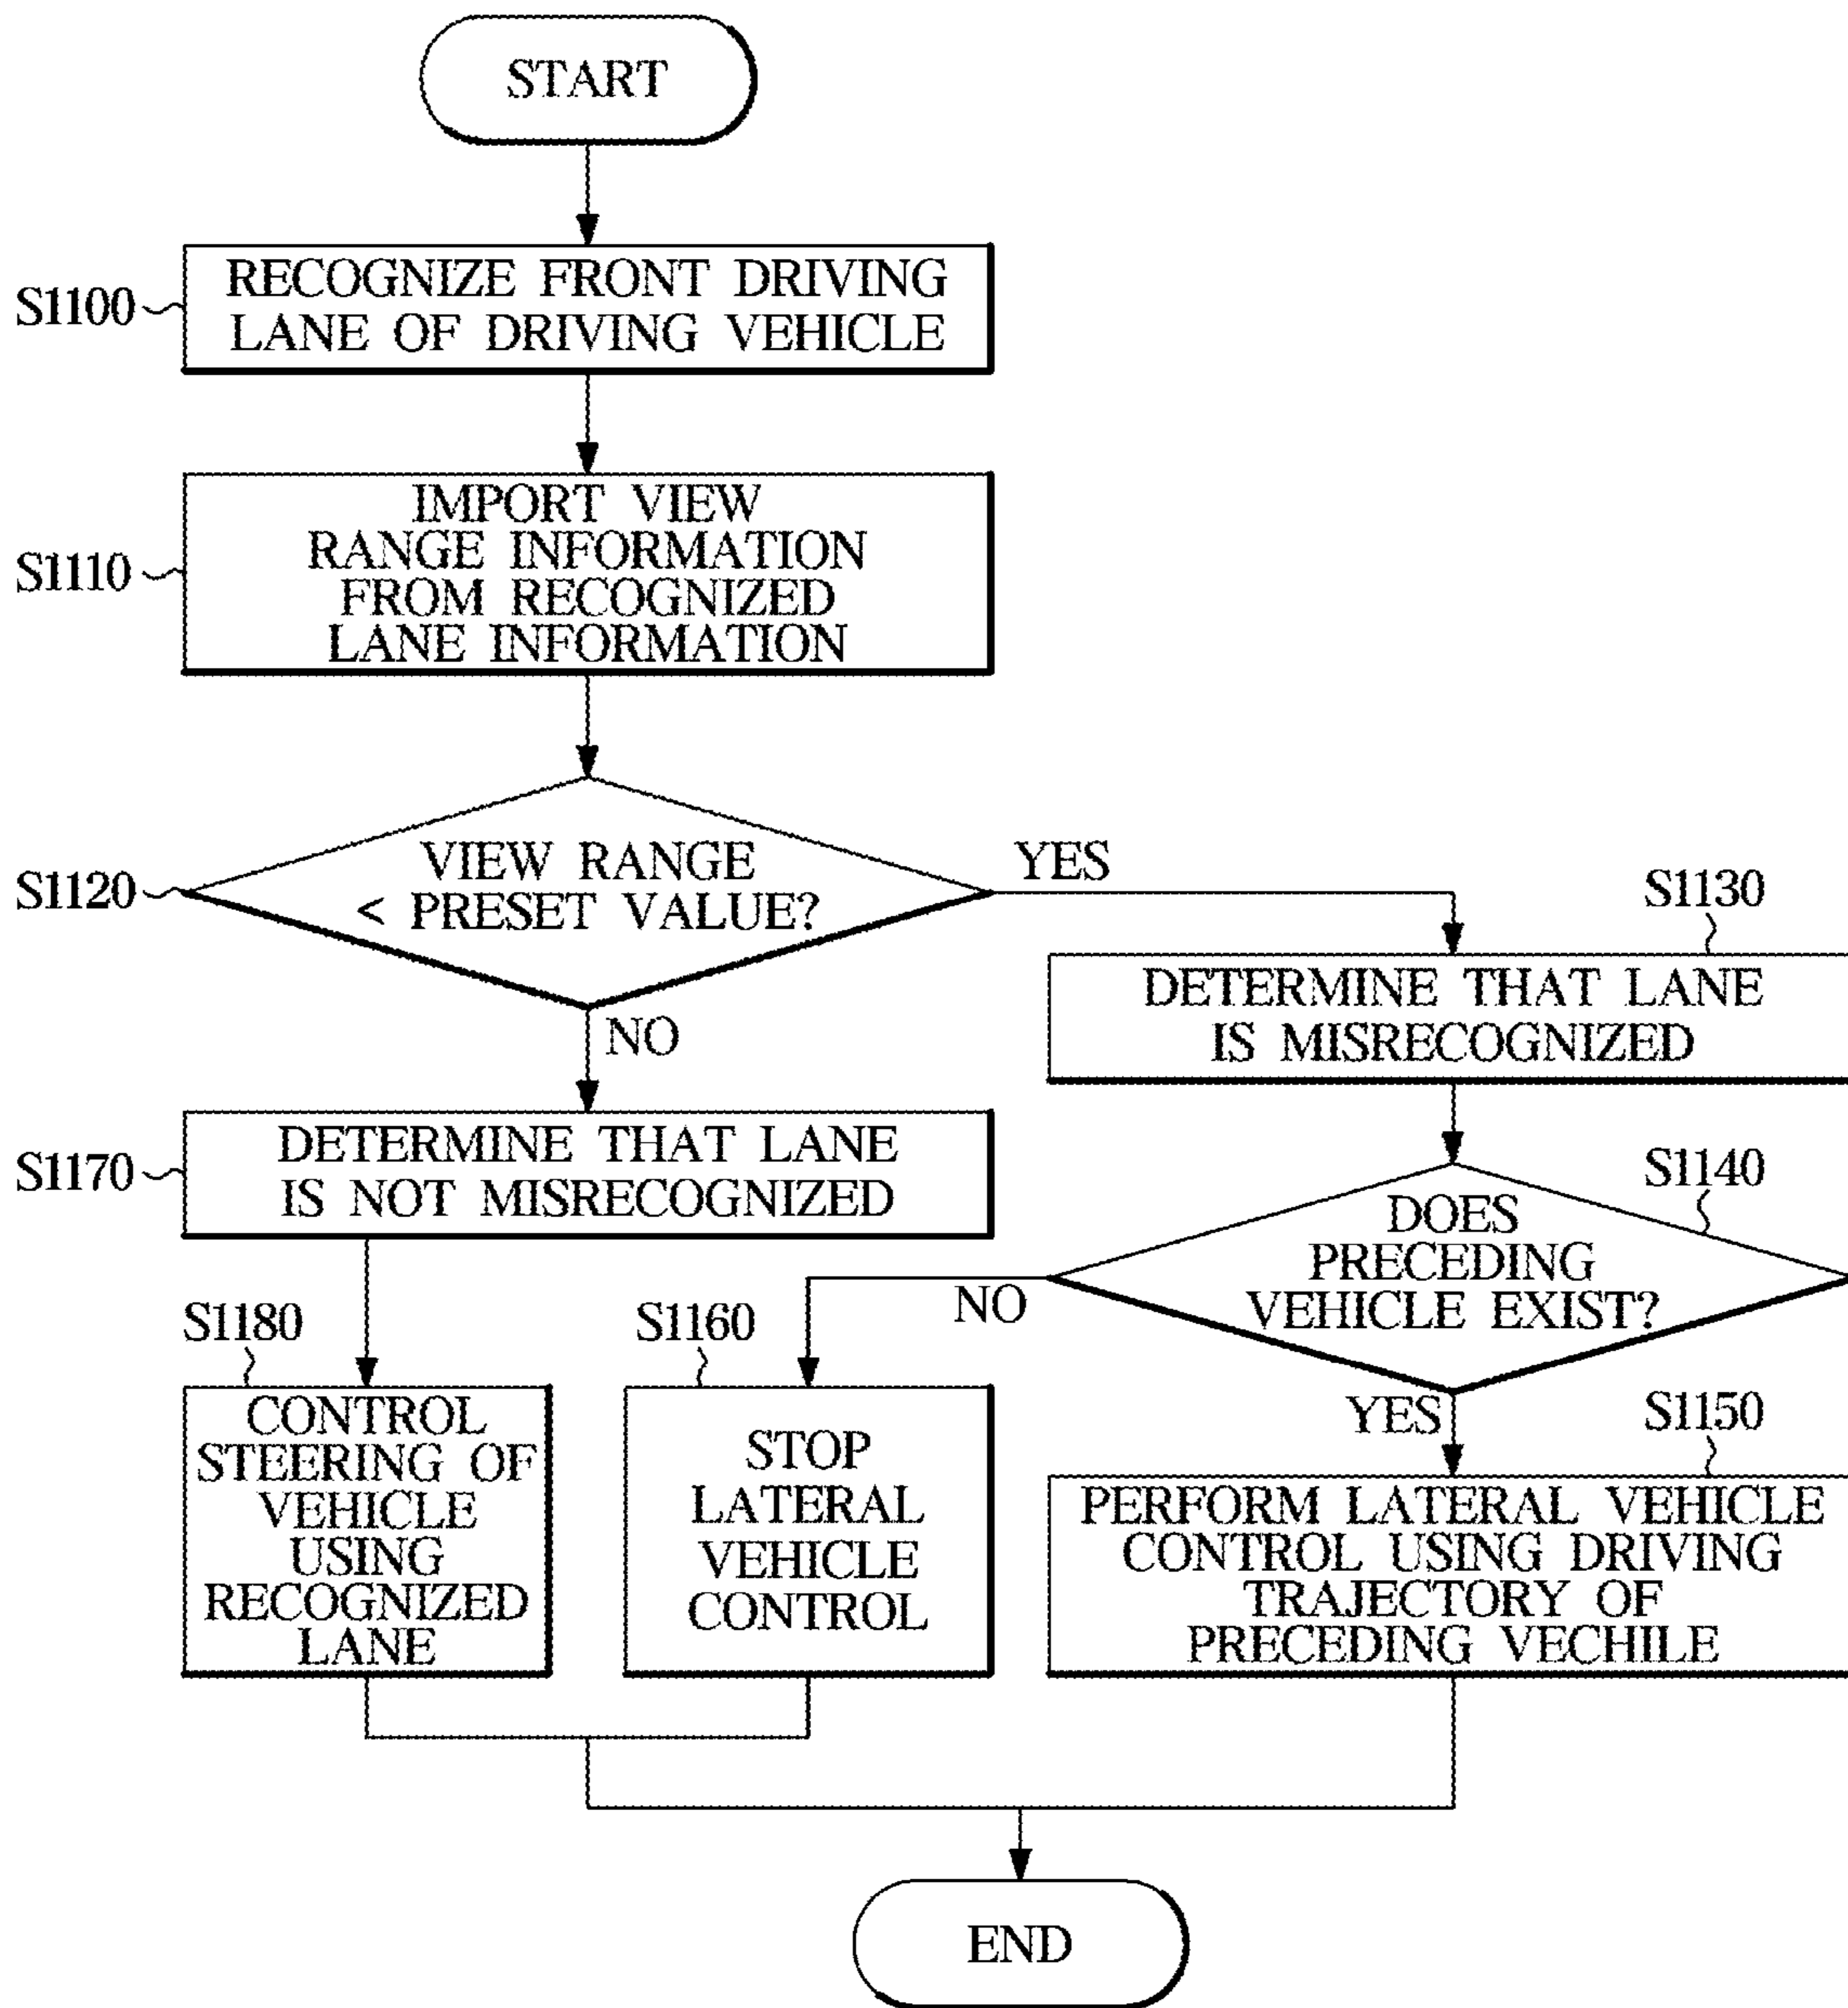 START
S1100
RECOGNIZE FRONT DRIVING
LANE OF DRIVING VEHICLE
S1110
IMPORT VIEW
RANGE INFORMATION
FROM RECOGNIZED
LANE INFORMATION
S1120
VIEW RANGE
< PRESET VALUE?
YES
NO
S1130
DETERMINE THAT LANE
IS MISRECOGNIZED
S1170
DETERMINE THAT LANE
IS NOT MISRECOGNIZED
S1140
DOES
PRECEDING
VEHICLE EXIST?
NO
YES
S1180
CONTROL
STEERING OF
VEHICLE
USING
RECOGNIZED
LANE
S1160
STOP
LATERAL
VEHICLE
CONTROL
S1150
PERFORM LATERAL VEHICLE
CONTROL USING DRIVING
TRAJECTORY OF
PRECEDING VECHILE
END